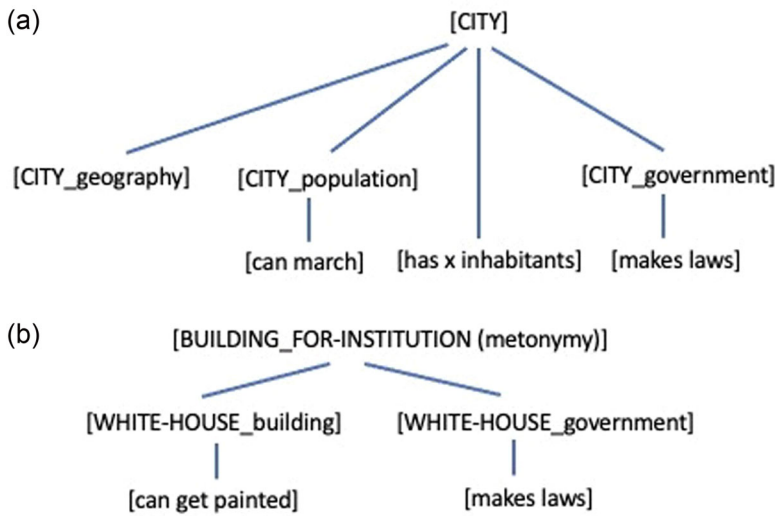 (a)
[CITY]
[CITY_geography] [CITY_population] [CITY_government]
[can march] [has x inhabitants] [makes laws]
(b)
[BUILDING_FOR-INSTITUTION (metonymy)]
[WHITE-HOUSE_building] [WHITE-HOUSE_government]
[can get painted] [makes laws]